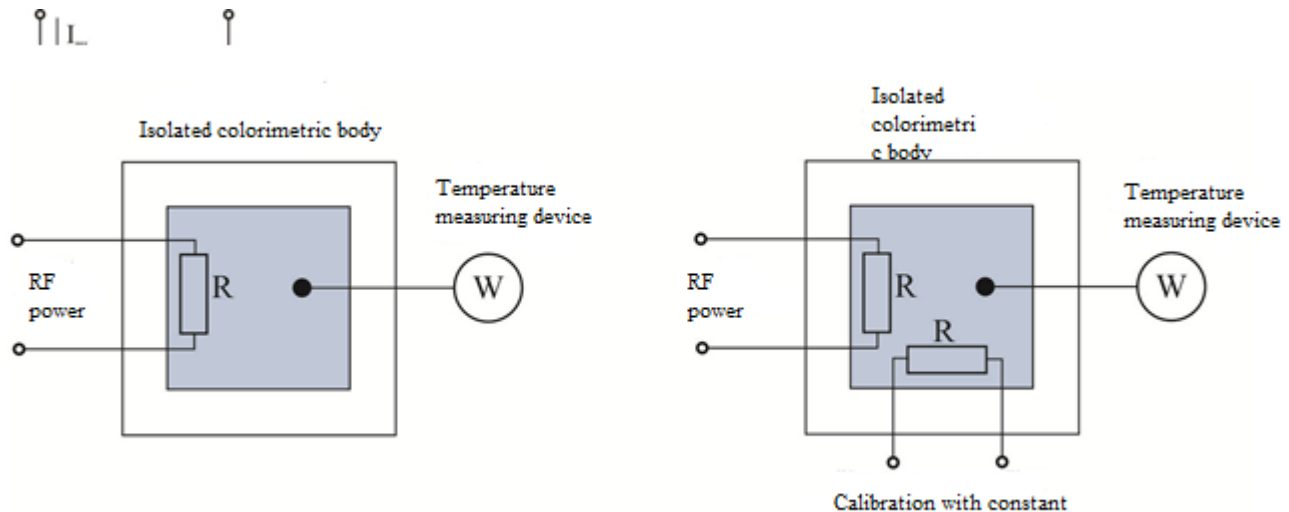 I
Isolated colorimetric body
Temperature
measuring device
RF
power
R
W
Isolated
colorimetri
c body
Temperature
measuring device
RF
power
R
R
W
Calibration with constant